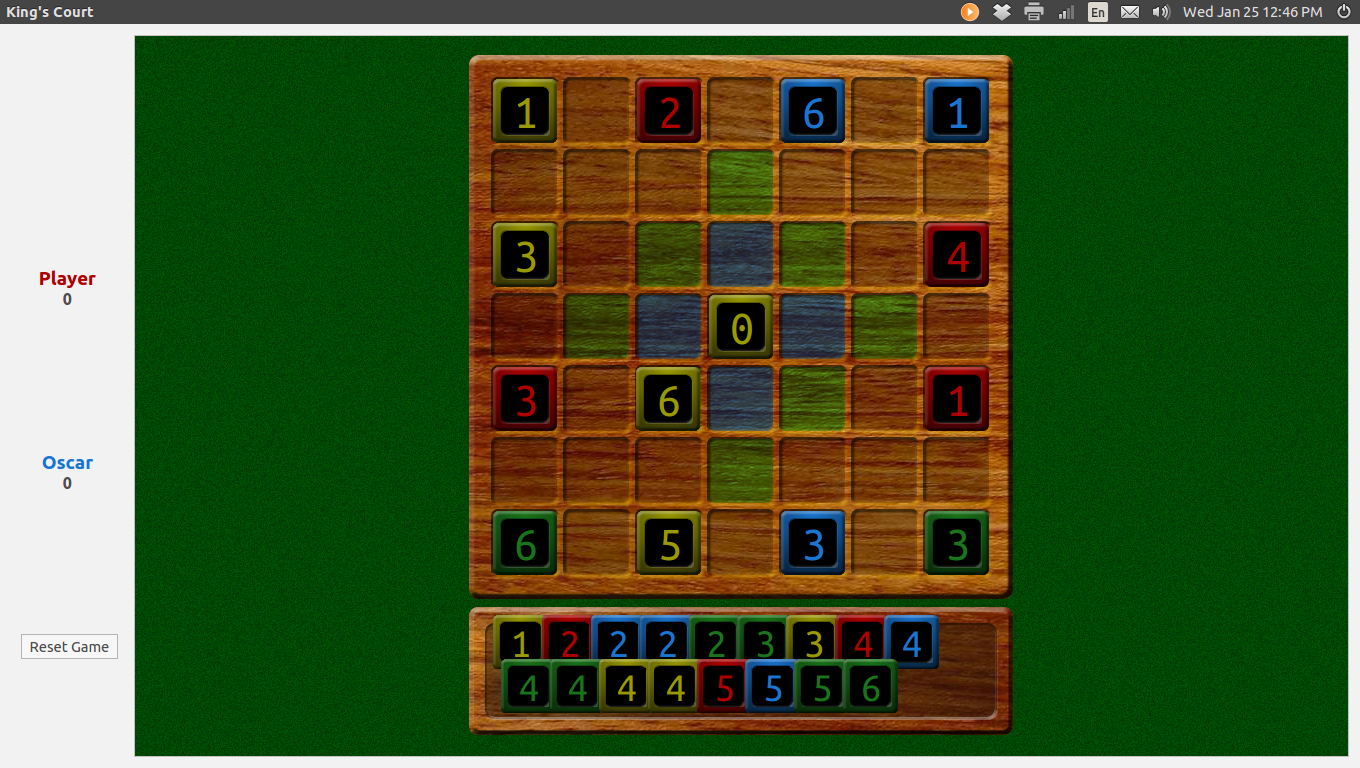 King's Court
En
Wed Jan 25 12:46 PM
1 2 6 1
3 4
Player
0
0
3 6 1
Oscar
0
6 5 3 3
Reset Game
1 2 2 2 2 3 3 4 4
4 4 4 4 5 5 5 6